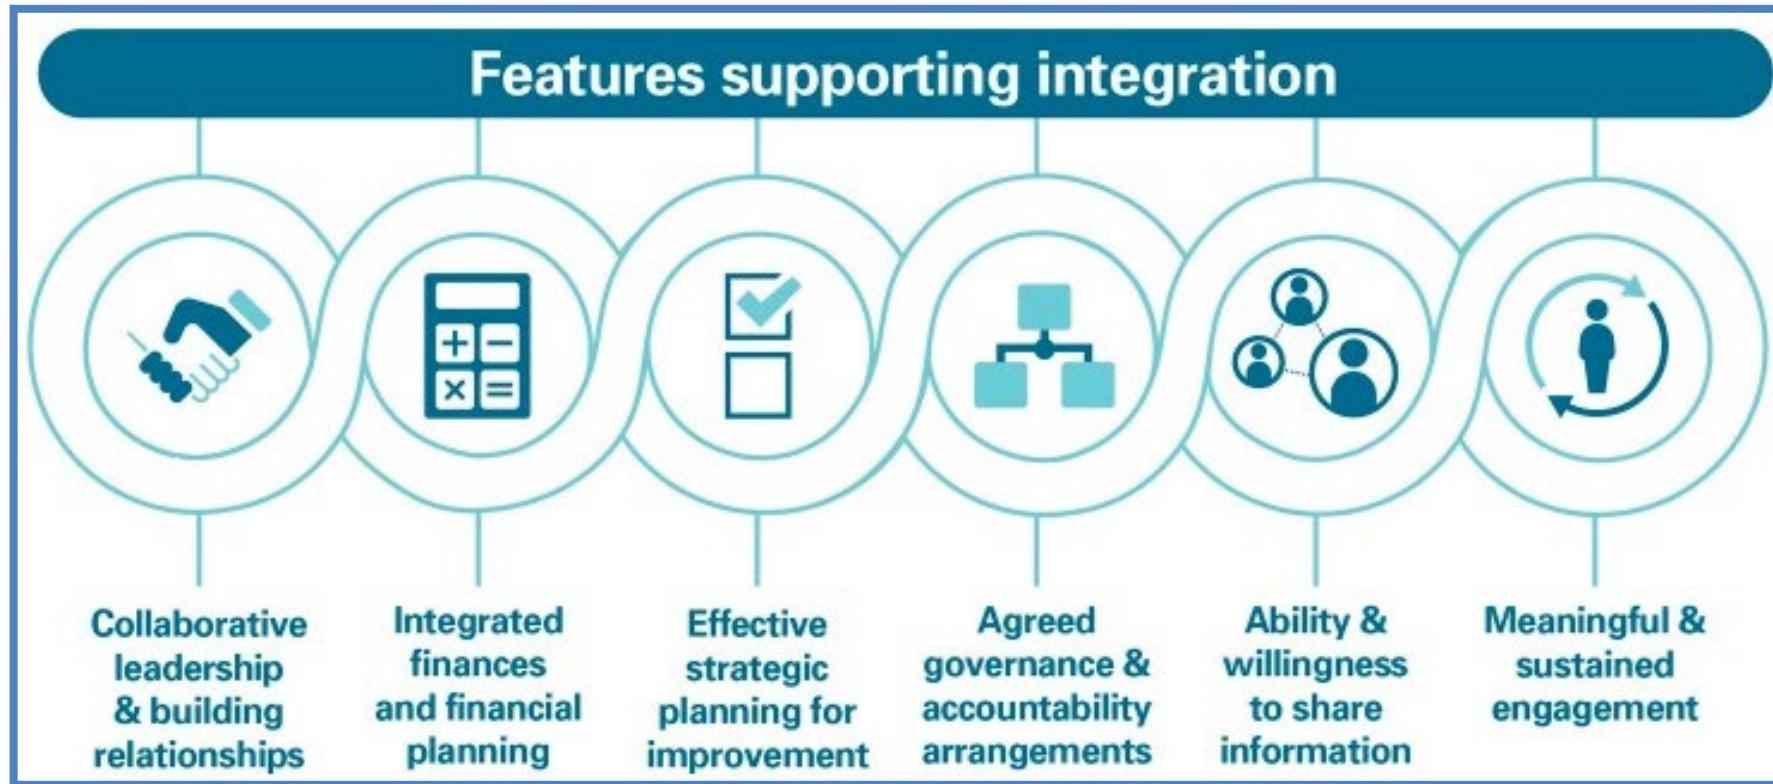 Features supporting integration
Collaborative
leadership
& building
relationships
Integrated
finances
and financial
planning
Effective
strategic
planning for
improvement
Agreed
governance &
accountability
arrangements
Ability &
willingness
to share
information
Meaningful &
sustained
engagement